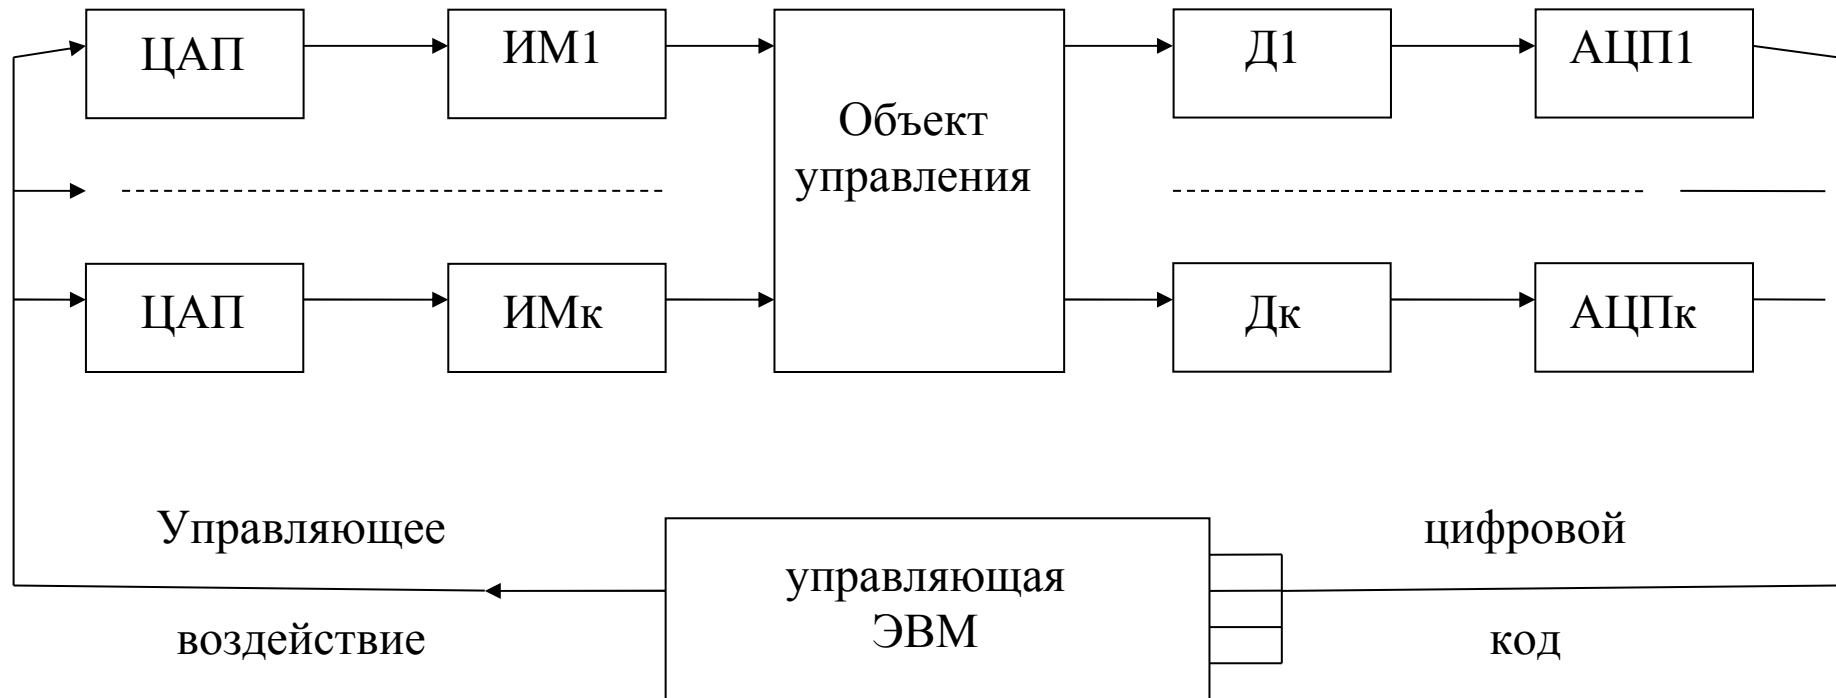 ЦАП
ИМ1
Объект
управления
Д1
АЦП1
ЦАП
ИМк
Дк
АЦПк
Управляющее
воздействие
управляющая
ЭВМ
цифровой
код